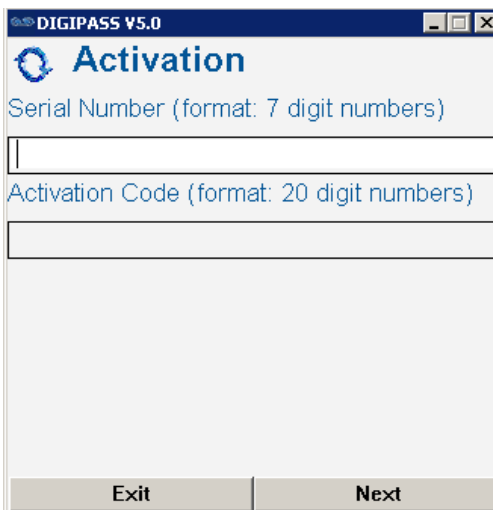 DIGIPASS V5.0
Activation
Serial Number (format: 7 digit numbers)
Activation Code (format: 20 digit numbers)
Exit Next